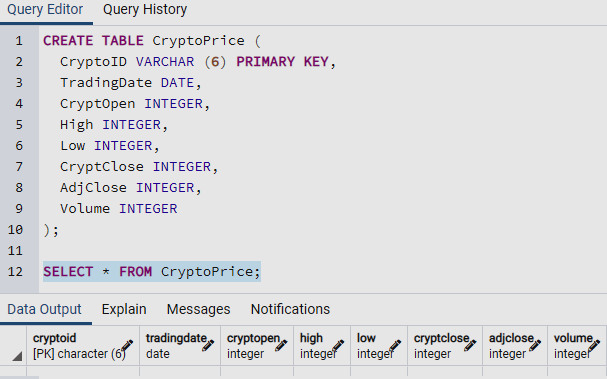 Query Editor Query History
1 CREATE TABLE CryptoPrice (
2 CryptoID VARCHAR (6) PRIMARY KEY,
3 TradingDate DATE,
4 CryptOpen INTEGER,
5 High INTEGER,
6 Low INTEGER,
7 CryptClose INTEGER,
8 AdjClose INTEGER,
9 Volume INTEGER
10 );
11
12 SELECT * FROM CryptoPrice;
Data Output Explain Messages Notifications
cryptoid tradingdate cryptopen high low cryptclose adjclose volume
[PK] character (6) date integer integer integer integer integer integer